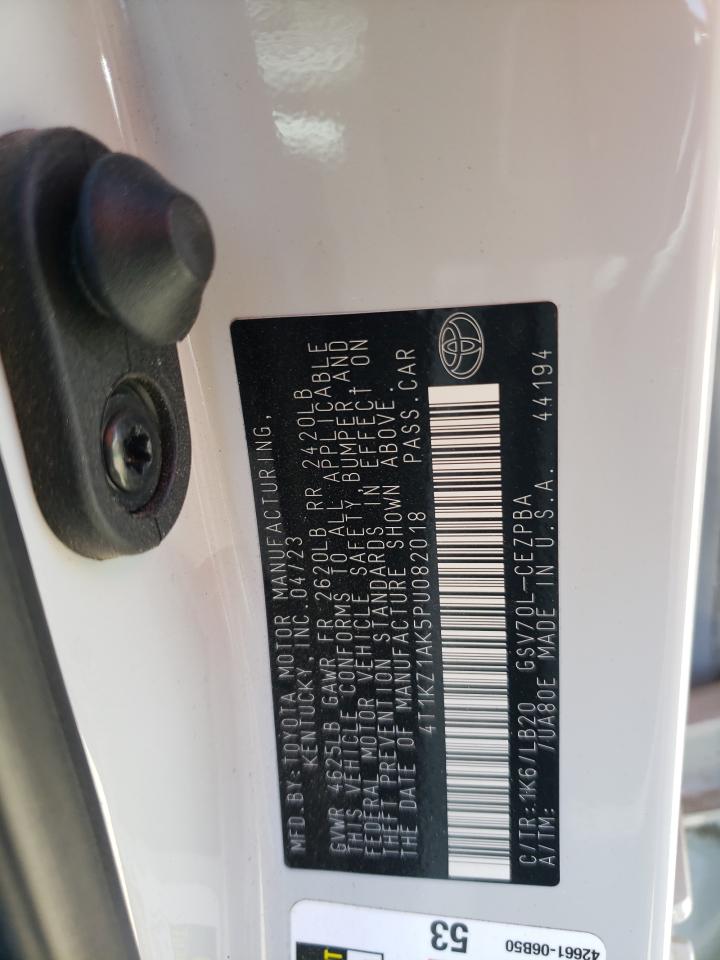 MFD. BY: TOYOTA MOTOR MANUFACTURING,
KENTUCKY, INC. 04/23
GVWR 4625LB GAWR FR 2620LB RR 2420LB
THIS VEHICLE CONFORMS TO ALL APPLICABLE
FEDERAL MOTOR VEHICLE SAFETY, BUMPER, AND
THEFT PREVENTION STANDARDS IN EFFECT ON
THE DATE OF MANUFACTURE SHOWN ABOVE.
4T1KZ1AK5PU082018 PASS.CAR
C/TR:1K6/LB20 GSV70L-CEZPBA
A/TM: /UA80E MADE IN U.S.A. 44194
53
42661-06B50